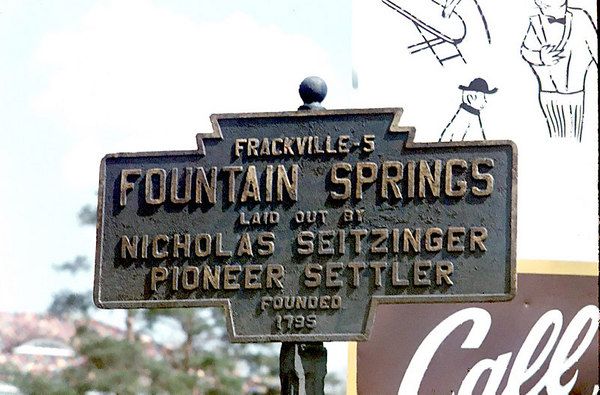 FRACKVILLE-5
FOUNTAIN SPRINGS
LAID OUT BY
NICHOLAS SEITZINGER
PIONEER SETTLER
FOUNDED
1795
Call